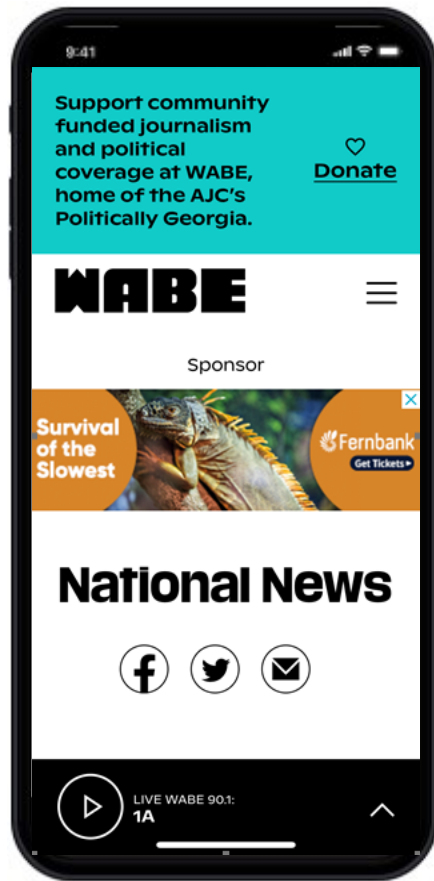 9:41
Support community
funded journalism
and political
coverage at WABE,
home of the AJC's
Politically Georgia.
Donate
WABE
Sponsor
Survival
of the
Slowest
Fernbank
Get Tickets
National News
LIVE WABE 90.1:
1A